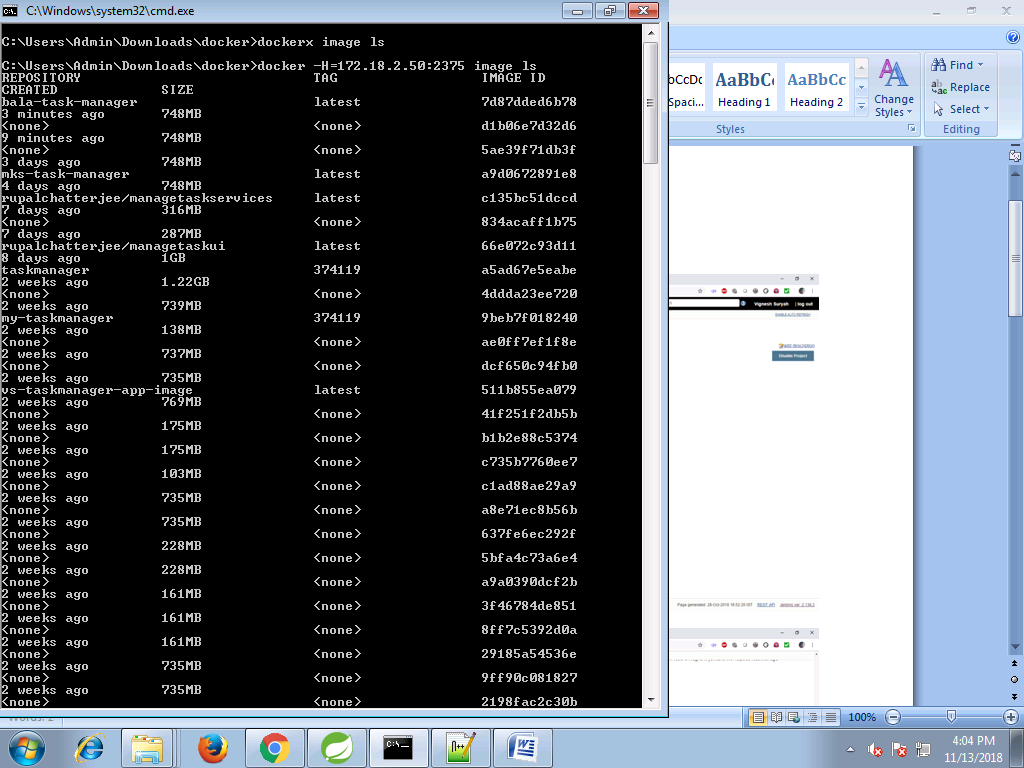 C:\Windows\system32\cmd.exe
C:\Users\Admin\Downloads\docker>dockerx image ls
C:\Users\Admin\Downloads\docker>docker -H=172.18.2.50:2375 image ls
REPOSITORY TAG IMAGE ID
CREATED SIZE
bala-task-manager latest 7d87dded6b78
3 minutes ago 748MB
<none> <none> d1b06e7d32d6
9 minutes ago 748MB
<none> <none> 5ae39f71db3f
3 days ago 748MB
mks-task-manager latest a9d0672891e8
4 days ago 748MB
rupalchatterjee/managetaskservices latest c135bc51dccd
7 days ago 316MB
<none> <none> 834acaff1b75
7 days ago 287MB
rupalchatterjee/managetaskui latest 66e072c93d11
8 days ago 1GB
taskmanager 374119 a5ad67e5eabe
2 weeks ago 1.22GB
<none> <none> 4ddda23ee720
2 weeks ago 739MB
my-taskmanager 374119 9beb7f018240
2 weeks ago 138MB
<none> <none> ae0ff7ef1f8e
2 weeks ago 737MB
<none> <none> dcf650c94fb0
2 weeks ago 735MB
vs-taskmanager-app-image latest 511b855ea079
2 weeks ago 769MB
<none> <none> 41f251f2db5b
2 weeks ago 175MB
<none> <none> b1b2e88c5374
2 weeks ago 175MB
<none> <none> c735b7760ee7
2 weeks ago 103MB
<none> <none> c1ad88ae29a9
2 weeks ago 735MB
<none> <none> a8e71ec8b56b
2 weeks ago 735MB
<none> <none> 637fe6ec292f
2 weeks ago 228MB
<none> <none> 5bfa4c73a6e4
2 weeks ago 228MB
<none> <none> a9a0390dcf2b
2 weeks ago 161MB
<none> <none> 3f46784de851
2 weeks ago 161MB
<none> <none> 8ff7c5392d0a
2 weeks ago 161MB
<none> <none> 29185a54536e
2 weeks ago 735MB
<none> <none> 9ff90c081827
2 weeks ago 735MB
<none> <none> 2198fac2c30b
AaBbC AaBbCc
Spaci... Heading 1 Heading 2
Change
Styles
Styles
Find
Replace
Select
Editing
Vignesh Suryah | log out
ENABLE AUTO REFRESH
add description
Disable Project
REST API
100%
4:04 PM
11/13/2018